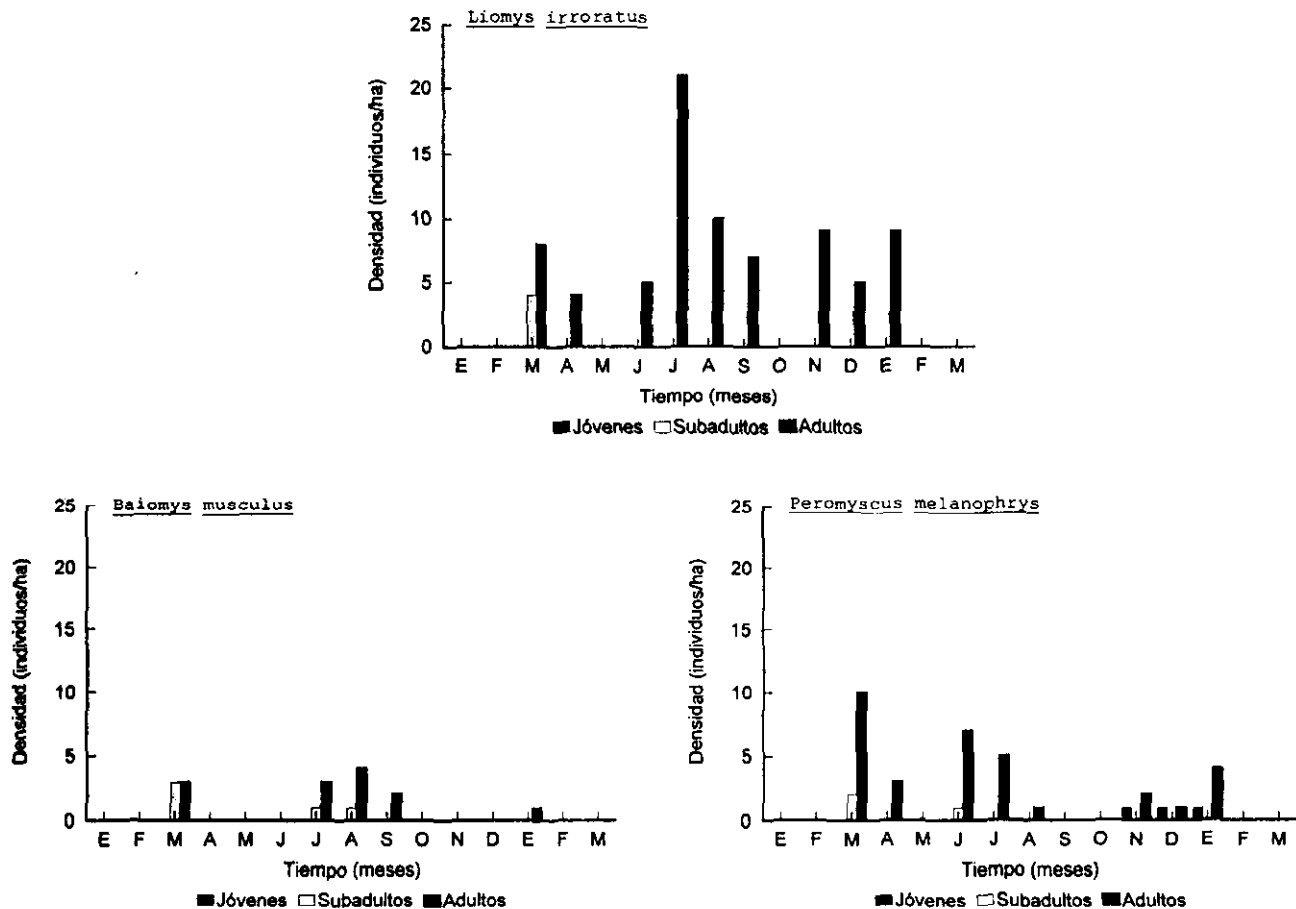 Liomys irroratus
25
20
15
10
5
0
Densidad (individuos/ha)
E F M A M J J A S O N D E F M
Tiempo (meses)
Jóvenes Subadultos Adultos
Baiomys musculus
25
20
15
10
5
0
Densidad (individuos/ha)
E F M A M J J A S O N D E F M
Tiempo (meses)
Jóvenes Subadultos Adultos
Peromyscus melanophrys
25
20
15
10
5
0
Densidad (individuos/ha)
E F M A M J J A S O N D E F M
Tiempo (meses)
Jóvenes Subadultos Adultos